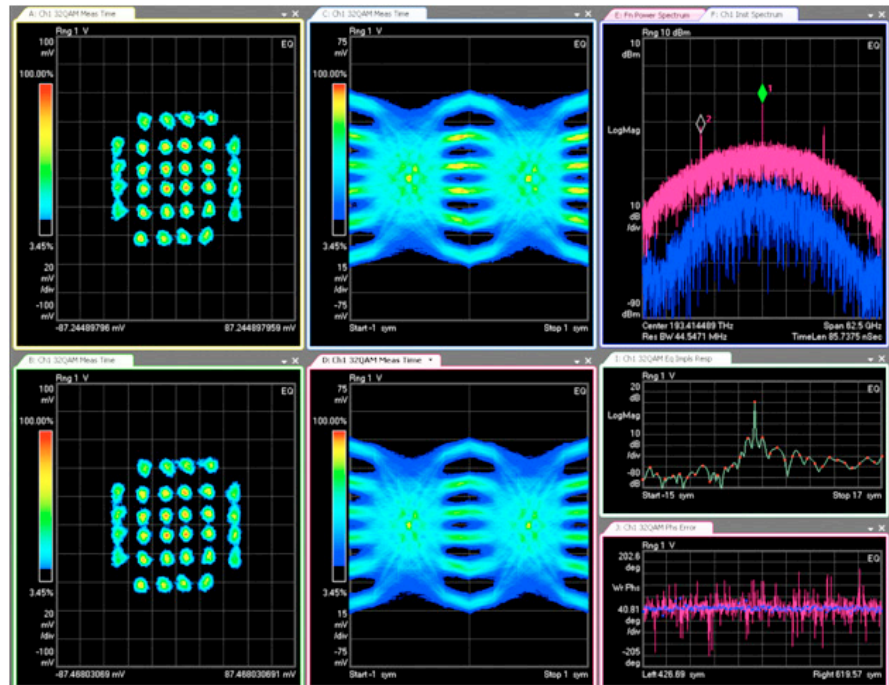 A: Ch1 32QAM Meas Time
Rng 1 V
100
mV
EQ
100.00%
3.45%
20
mV
/div
-100
mV
-87.24489796 mV
87.244897959 mV
C: Ch1 32QAM Meas Time
Rng 1 V
75
mV
EQ
100.00%
3.45%
15
mV
/div
-75
mV
Start-1 sym
Stop 1 sym
E: Fn Power Spectrum
F: Ch1 Inst Spectrum
Rng 10 dBm
10
dBm
EQ
1
2
LogMag
10
dB
/div
-90
dBm
Center 193.414489 THz
Span 62.5 GHz
Res BW 44.5471 MHz
TimeLen 85.7375 nSec
B: Ch1 32QAM Meas Time
Rng 1 V
100
mV
EQ
100.00%
3.45%
20
mV
/div
-100
mV
-87.46803069 mV
87.468030691 mV
D: Ch1 32QAM Meas Time
Rng 1 V
75
mV
EQ
100.00%
3.45%
15
mV
/div
-75
mV
Start-1 sym
Stop 1 sym
I: Ch1 32QAM Eq Impls Resp
Rng 1 V
20
dB
EQ
LogMag
20
dB
/div
-80
dB
Start-15 sym
Stop 17 sym
J: Ch1 32QAM Phs Error
Rng 1 V
202.6
deg
EQ
Wr Phs
40.81
deg
/div
-205
deg
Left 426.69 sym
Right 619.57 sym